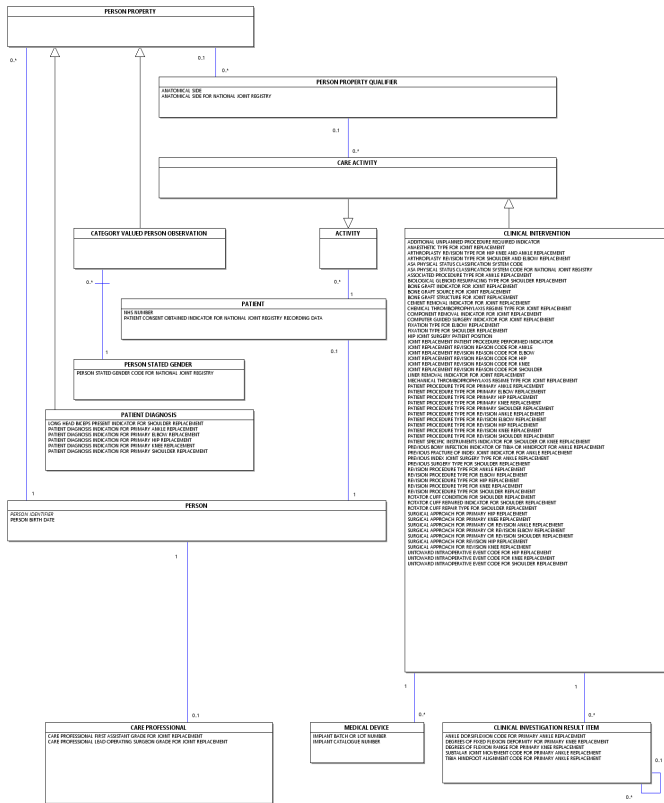 PERSON PROPERTY
0..*
0..1
0..*
PERSON PROPERTY QUALIFIER
ANATOMICAL SIDE
ANATOMICAL SIDE FOR NATIONAL JOINT REGISTRY
0..1
0..*
CARE ACTIVITY
CATEGORY VALUED PERSON OBSERVATION
ACTIVITY
CLINICAL INTERVENTION
ADDITIONAL UNPLANNED PROCEDURE REQUIRED INDICATOR
ANAESTHETIC TYPE FOR JOINT REPLACEMENT
ARTHROPLASTY REVISION TYPE FOR HIP KNEE AND ANKLE REPLACEMENT
ARTHROPLASTY REVISION TYPE FOR SHOULDER AND ELBOW REPLACEMENT
ASA PHYSICAL STATUS CLASSIFICATION SYSTEM CODE
ASA PHYSICAL STATUS CLASSIFICATION SYSTEM CODE FOR NATIONAL JOINT REGISTRY
ASSOCIATED PROCEDURE TYPE FOR ANKLE REPLACEMENT
BIOLOGICAL GLENOID RESURFACING TYPE FOR SHOULDER REPLACEMENT
BONE GRAFT INDICATOR FOR JOINT REPLACEMENT
BONE GRAFT SOURCE FOR JOINT REPLACEMENT
BONE GRAFT STRUCTURE FOR JOINT REPLACEMENT
CEMENT REMOVAL INDICATOR FOR JOINT REPLACEMENT
CHEMICAL THROMBOPROPHYLAXIS REGIME TYPE FOR JOINT REPLACEMENT
COMPONENT REMOVAL INDICATOR FOR JOINT REPLACEMENT
COMPUTER GUIDED SURGERY INDICATOR FOR JOINT REPLACEMENT
FIXATION TYPE FOR ELBOW REPLACEMENT
FIXATION TYPE FOR SHOULDER REPLACEMENT
HIP JOINT SURGERY PATIENT POSITION
JOINT REPLACEMENT PATIENT PROCEDURE PERFORMED INDICATOR
JOINT REPLACEMENT REVISION REASON CODE FOR ANKLE
JOINT REPLACEMENT REVISION REASON CODE FOR ELBOW
JOINT REPLACEMENT REVISION REASON CODE FOR HIP
JOINT REPLACEMENT REVISION REASON CODE FOR KNEE
JOINT REPLACEMENT REVISION REASON CODE FOR SHOULDER
LINER REMOVAL INDICATOR FOR JOINT REPLACEMENT
MECHANICAL THROMBOPROPHYLAXIS REGIME TYPE FOR JOINT REPLACEMENT
PATIENT PROCEDURE TYPE FOR PRIMARY ANKLE REPLACEMENT
PATIENT PROCEDURE TYPE FOR PRIMARY ELBOW REPLACEMENT
PATIENT PROCEDURE TYPE FOR PRIMARY HIP REPLACEMENT
PATIENT PROCEDURE TYPE FOR PRIMARY KNEE REPLACEMENT
PATIENT PROCEDURE TYPE FOR PRIMARY SHOULDER REPLACEMENT
PATIENT PROCEDURE TYPE FOR REVISION ANKLE REPLACEMENT
PATIENT PROCEDURE TYPE FOR REVISION ELBOW REPLACEMENT
PATIENT PROCEDURE TYPE FOR REVISION HIP REPLACEMENT
PATIENT PROCEDURE TYPE FOR REVISION KNEE REPLACEMENT
PATIENT PROCEDURE TYPE FOR REVISION SHOULDER REPLACEMENT
PATIENT SPECIFIC INSTRUMENTS INDICATOR FOR SHOULDER OR KNEE REPLACEMENT
PREVIOUS BONY INFECTION INDICATOR OF TIBIA OR HINDFOOT FOR ANKLE REPLACEMENT
PREVIOUS FRACTURE OF INDEX JOINT INDICATOR FOR ANKLE REPLACEMENT
PREVIOUS INDEX JOINT SURGERY TYPE FOR ANKLE REPLACEMENT
PREVIOUS SURGERY TYPE FOR SHOULDER REPLACEMENT
REVISION PROCEDURE TYPE FOR ANKLE REPLACEMENT
REVISION PROCEDURE TYPE FOR ELBOW REPLACEMENT
REVISION PROCEDURE TYPE FOR HIP REPLACEMENT
REVISION PROCEDURE TYPE FOR KNEE REPLACEMENT
REVISION PROCEDURE TYPE FOR SHOULDER REPLACEMENT
ROTATOR CUFF CONDITION FOR SHOULDER REPLACEMENT
ROTATOR CUFF REPAIRED INDICATOR FOR SHOULDER REPLACEMENT
ROTATOR CUFF REPAIR TYPE FOR SHOULDER REPLACEMENT
SURGICAL APPROACH FOR PRIMARY HIP REPLACEMENT
SURGICAL APPROACH FOR PRIMARY KNEE REPLACEMENT
SURGICAL APPROACH FOR PRIMARY OR REVISION ANKLE REPLACEMENT
SURGICAL APPROACH FOR PRIMARY OR REVISION ELBOW REPLACEMENT
SURGICAL APPROACH FOR PRIMARY OR REVISION SHOULDER REPLACEMENT
SURGICAL APPROACH FOR REVISION HIP REPLACEMENT
SURGICAL APPROACH FOR REVISION KNEE REPLACEMENT
UNTOWARD INTRAOPERATIVE EVENT CODE FOR HIP REPLACEMENT
UNTOWARD INTRAOPERATIVE EVENT CODE FOR KNEE REPLACEMENT
UNTOWARD INTRAOPERATIVE EVENT CODE FOR SHOULDER REPLACEMENT
0..*
0..*
1
PATIENT
NHS NUMBER
PATIENT CONSENT OBTAINED INDICATOR FOR NATIONAL JOINT REGISTRY RECORDING DATA
1
0..1
PERSON STATED GENDER
PERSON STATED GENDER CODE FOR NATIONAL JOINT REGISTRY
PATIENT DIAGNOSIS
LONG HEAD BICEPS PRESENT INDICATOR FOR SHOULDER REPLACEMENT
PATIENT DIAGNOSIS INDICATION FOR PRIMARY ANKLE REPLACEMENT
PATIENT DIAGNOSIS INDICATION FOR PRIMARY ELBOW REPLACEMENT
PATIENT DIAGNOSIS INDICATION FOR PRIMARY HIP REPLACEMENT
PATIENT DIAGNOSIS INDICATION FOR PRIMARY KNEE REPLACEMENT
PATIENT DIAGNOSIS INDICATION FOR PRIMARY SHOULDER REPLACEMENT
1
1
PERSON
PERSON IDENTIFIER
PERSON BIRTH DATE
1
0..1
1
0..*
1
0..*
CARE PROFESSIONAL
CARE PROFESSIONAL FIRST ASSISTANT GRADE FOR JOINT REPLACEMENT
CARE PROFESSIONAL LEAD OPERATING SURGEON GRADE FOR JOINT REPLACEMENT
MEDICAL DEVICE
IMPLANT BATCH OR LOT NUMBER
IMPLANT CATALOGUE NUMBER
CLINICAL INVESTIGATION RESULT ITEM
ANKLE DORSIFLEXION CODE FOR PRIMARY ANKLE REPLACEMENT
DEGREES OF FIXED FLEXION DEFORMITY FOR PRIMARY KNEE REPLACEMENT
DEGREES OF FLEXION RANGE FOR PRIMARY KNEE REPLACEMENT
SUBTALAR JOINT MOVEMENT CODE FOR PRIMARY ANKLE REPLACEMENT
TIBIA HINDFOOT ALIGNMENT CODE FOR PRIMARY ANKLE REPLACEMENT
0..1
0..*